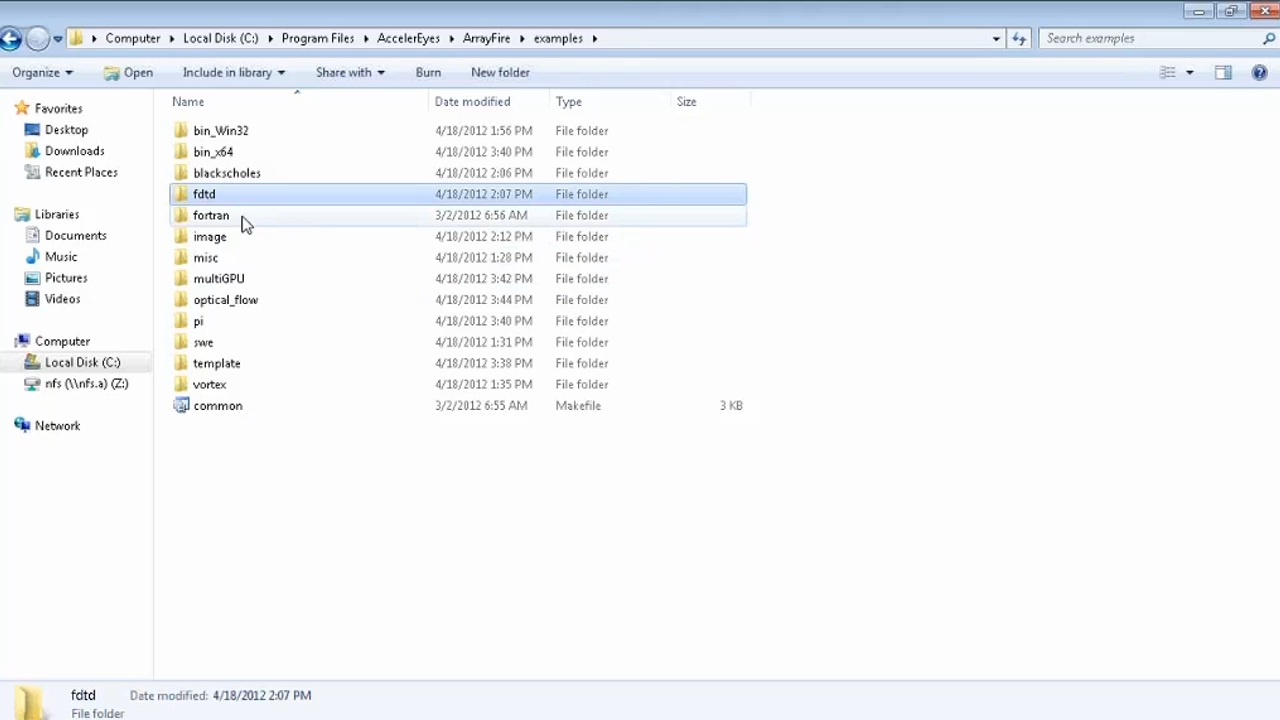 Computer Local Disk (C:) Program Files AccelerEyes ArrayFire examples Search examples
Organize Open Include in library Share with Burn New folder
Favorites
Desktop
Downloads
Recent Places
Libraries
Documents
Music
Pictures
Videos
Computer
Local Disk (C:)
nfs (\\nfs.a) (Z:)
Network
Name Date modified Type Size
bin_Win32 4/18/2012 1:56 PM File folder
bin_x64 4/18/2012 3:40 PM File folder
blackscholes 4/18/2012 2:06 PM File folder
fdtd 4/18/2012 2:07 PM File folder
fortran 3/2/2012 6:56 AM File folder
image 4/18/2012 2:12 PM File folder
misc 4/18/2012 1:28 PM File folder
multiGPU 4/18/2012 3:42 PM File folder
optical_flow 4/18/2012 3:44 PM File folder
pi 4/18/2012 3:40 PM File folder
swe 4/18/2012 1:31 PM File folder
template 4/18/2012 3:38 PM File folder
vortex 4/18/2012 1:35 PM File folder
common 3/2/2012 6:55 AM Makefile 3 KB
fdtd Date modified: 4/18/2012 2:07 PM
File folder